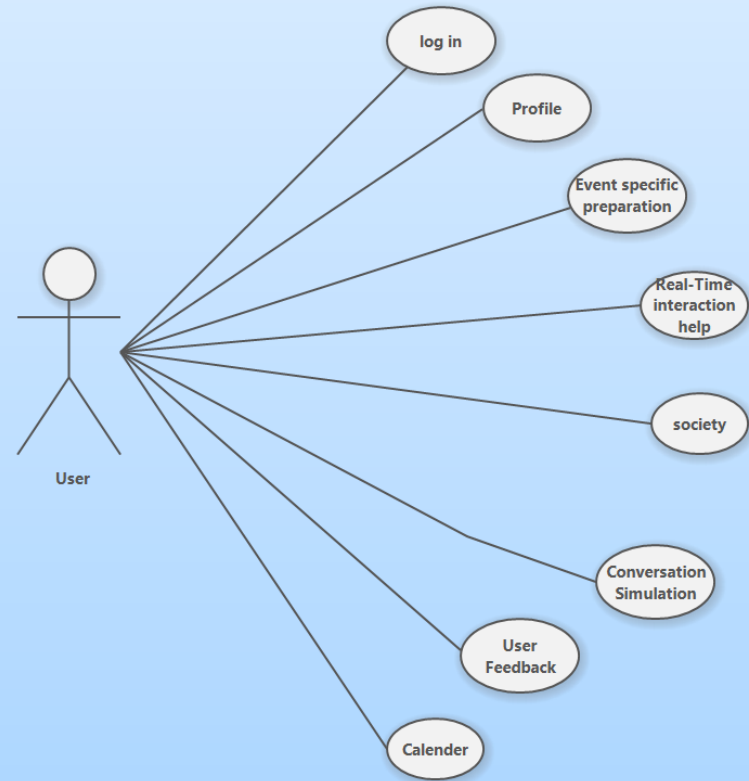 log in
Profile
Event specific
preparation
Real-Time
interaction
help
society
User
Conversation
Simulation
User
Feedback
Calender